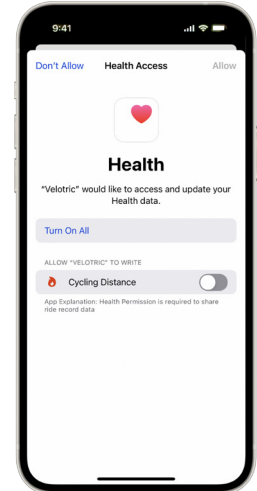 9:41
Don't Allow Health Access Allow
Health
"Velotric" would like to access and update your
Health data.
Turn On All
ALLOW "VELOTRIC" TO WRITE
Cycling Distance
App Explanation: Health Permission is required to share
ride record data